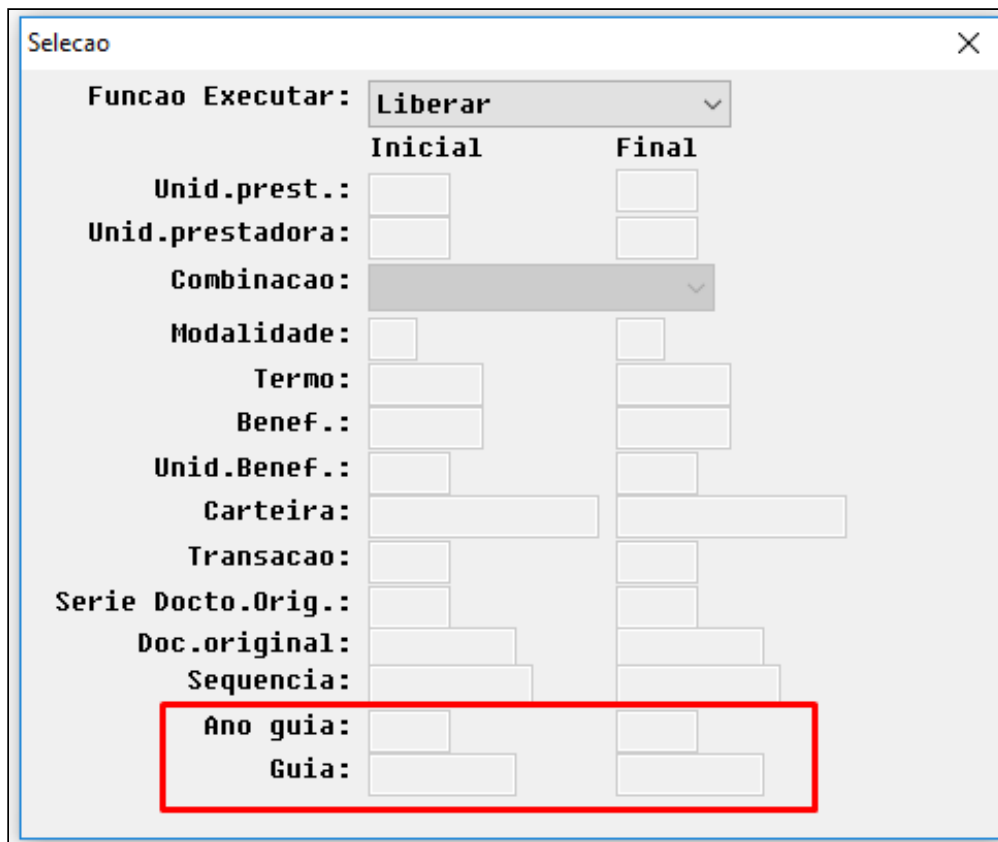 Selecao
Funcao Executar: Liberar
Inicial Final
Unid.prest.:
Unid.prestadora:
Combinacao:
Modalidade:
Termo:
Benef.:
Unid.Benef.:
Carteira:
Transacao:
Serie Docto.Orig.:
Doc.original:
Sequencia:
Ano guia:
Guia: